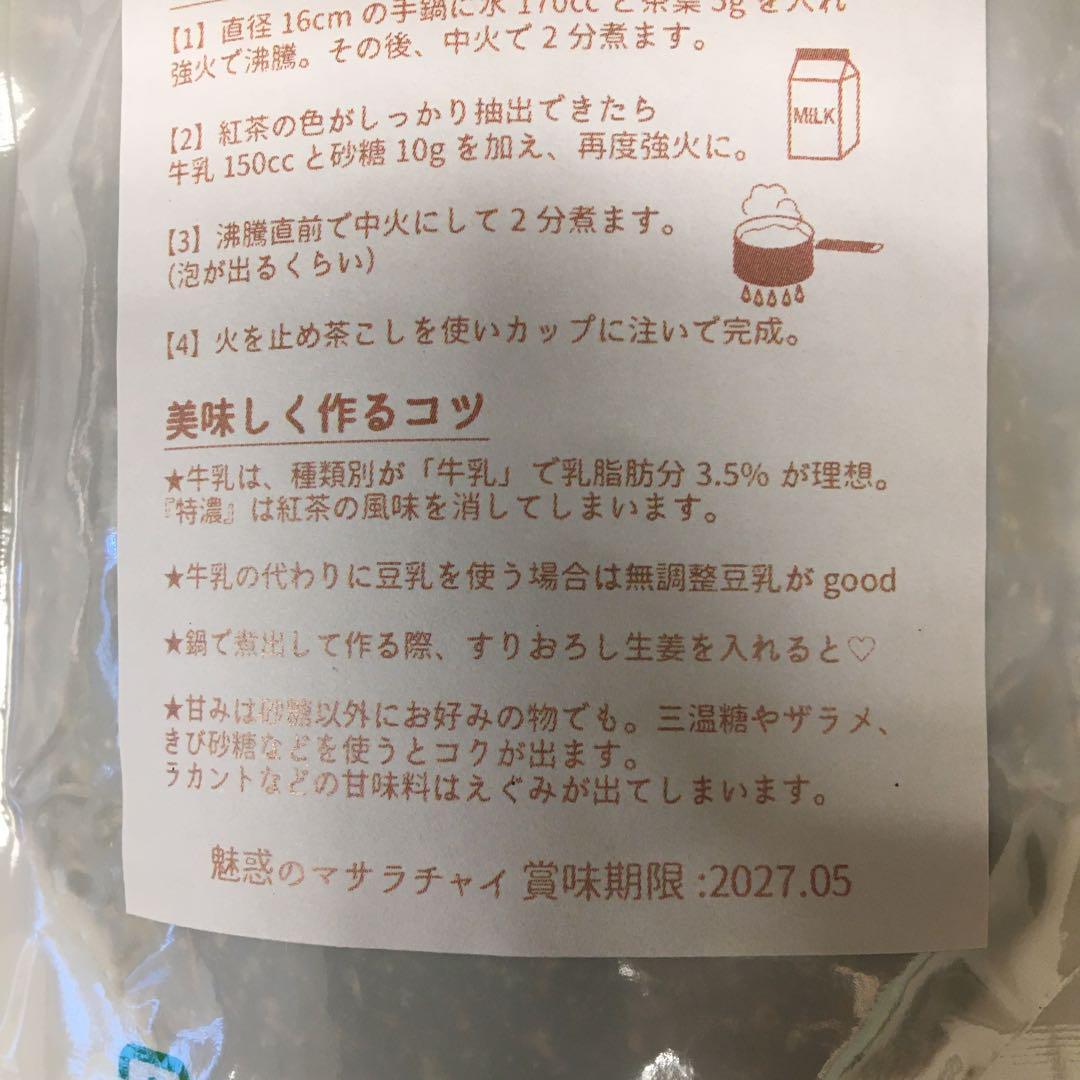 【1】直径 16cm の手鍋に水 170cc と茶葉 5g を入れ
強火で沸騰。その後、中火で 2 分煮ます。
MILK
【2】紅茶の色がしっかり抽出できたら
牛乳 150cc と砂糖 10g を加え、再度強火に。
【3】沸騰直前で中火にして 2 分煮ます。
(泡が出るくらい)
【4】火を止め茶こしを使いカップに注いで完成。
美味しく作るコツ
★牛乳は、種類別が「牛乳」で乳脂肪分 3.5% が理想。
『特濃』は紅茶の風味を消してしまいます。
★牛乳の代わりに豆乳を使う場合は無調整豆乳が good
★鍋で煮出して作る際、すりおろし生姜を入れると♡
★甘みは砂糖以外にお好みの物でも。三温糖やザラメ、
きび砂糖などを使うとコクが出ます。
ラカントなどの甘味料はえぐみが出てしまいます。
魅惑のマサラチャイ 賞味期限 :2027.05